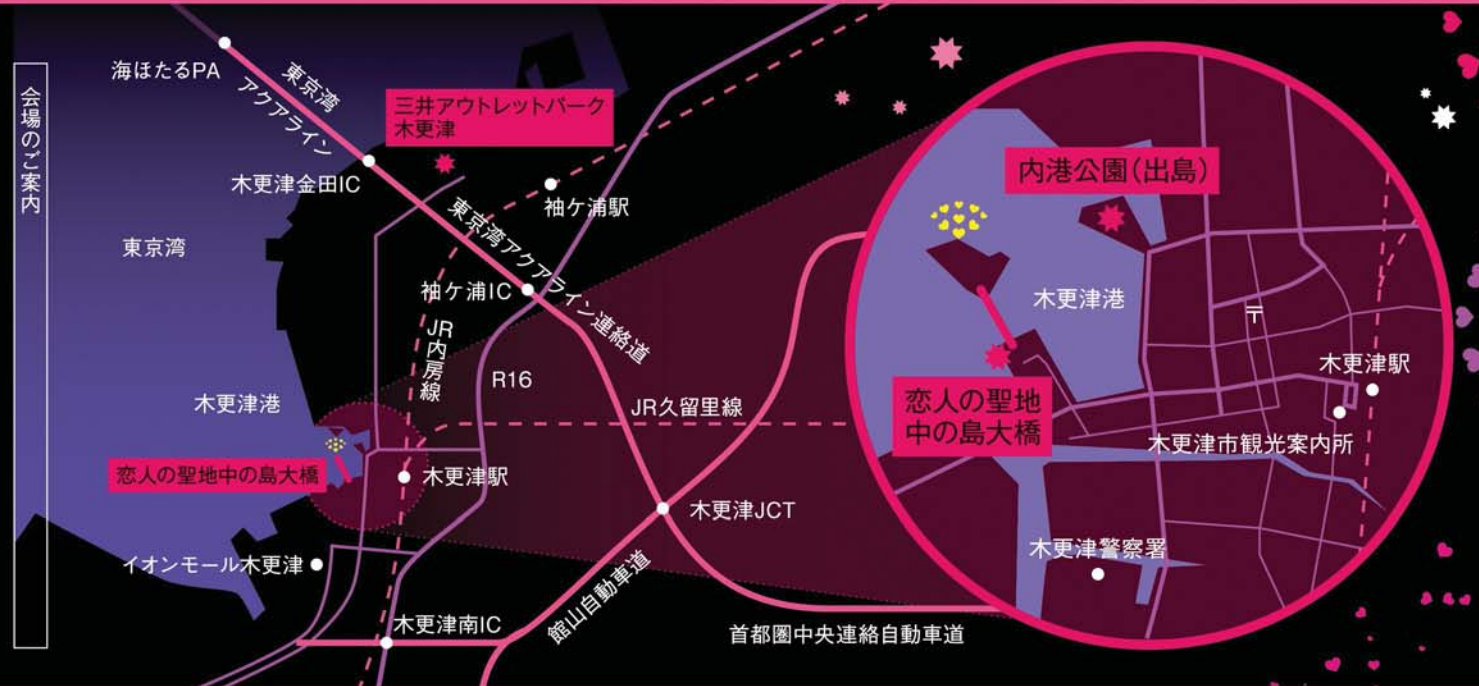 会場のご案内
海ほたるPA
東京湾
アクアライン
三井アウトレットパーク
木更津
木更津金田IC
袖ケ浦駅
東京湾
東京湾アクアライン連絡道
袖ケ浦IC
JR内房線
R16
木更津港
JR久留里線
恋人の聖地中の島大橋
木更津駅
木更津JCT
イオンモール木更津
木更津南IC
館山自動車道
首都圏中央連絡自動車道
内港公園(出島)
木更津港
〒
木更津駅
恋人の聖地
中の島大橋
木更津市観光案内所
木更津警察署